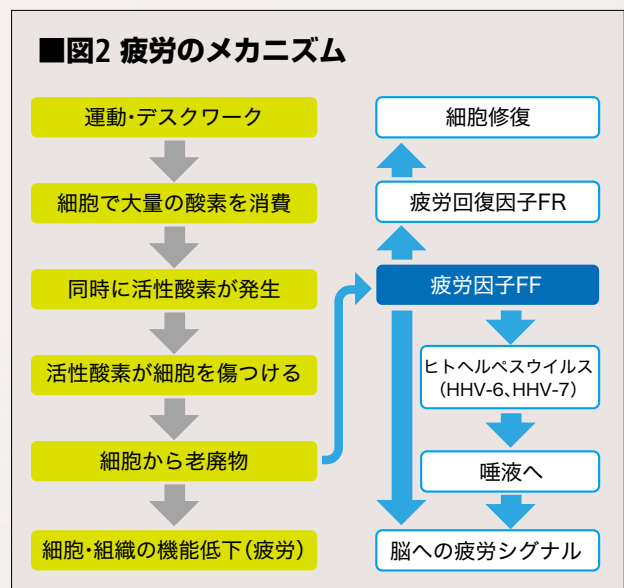 ■図2 疲労のメカニズム
運動・デスクワーク
細胞で大量の酸素を消費
同時に活性酸素が発生
活性酸素が細胞を傷つける
細胞から老廃物
細胞・組織の機能低下(疲労)
細胞修復
疲労回復因子FR
疲労因子FF
ヒトヘルペスウイルス
(HHV-6、HHV-7)
唾液へ
脳への疲労シグナル